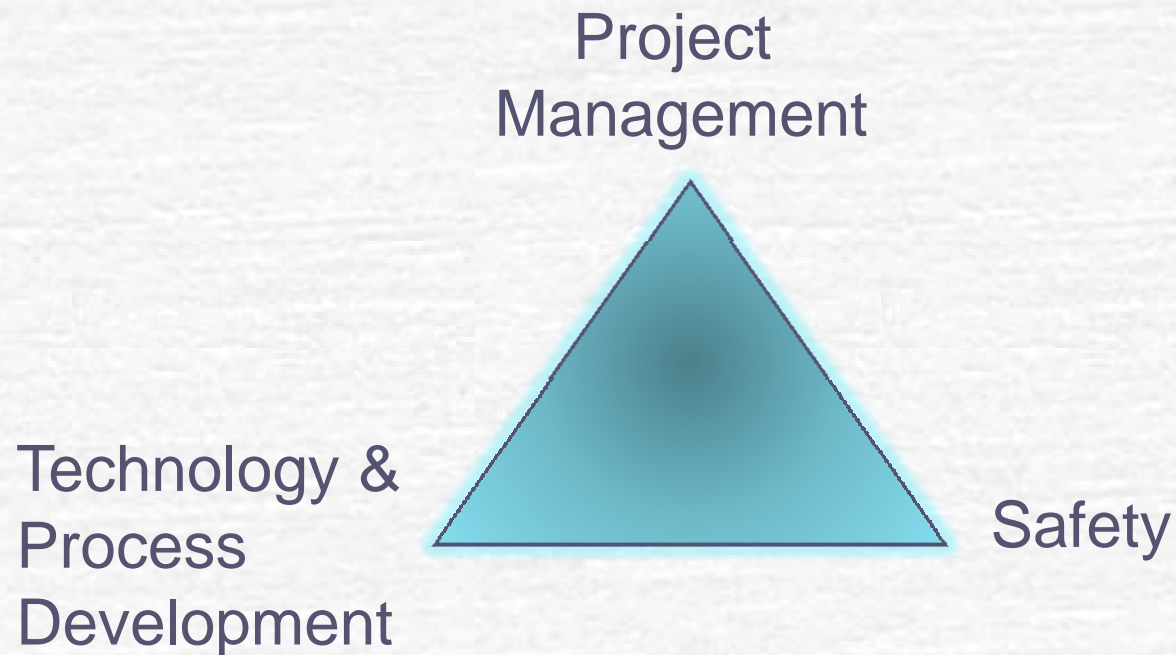 Project
Management
Technology &
Process
Development
Safety